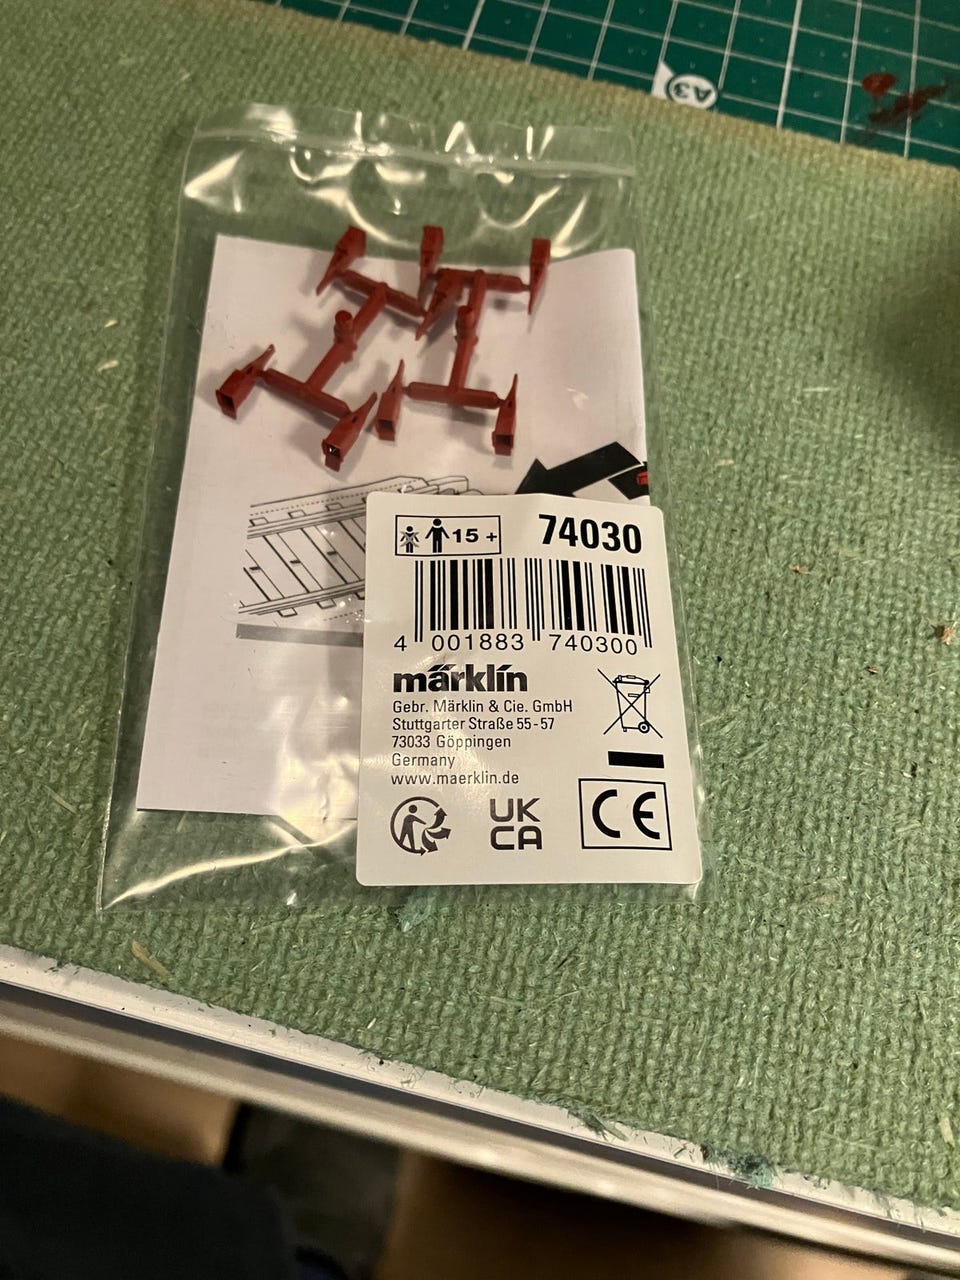 A3
15+ 74030
4 001883 740300
märklin
Gebr. Märklin & Cie. GmbH
Stuttgarter Straße 55-57
73033 Göppingen
Germany
www.maerklin.de
UK
CA
CE